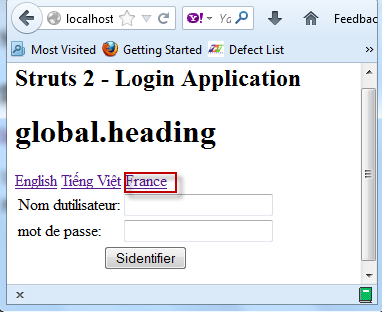 localhost
Feedbac
Most Visited Getting Started Defect List
Struts 2 - Login Application
global.heading
English Tiếng Việt France
Nom dutilisateur:
mot de passe:
Sidentifier